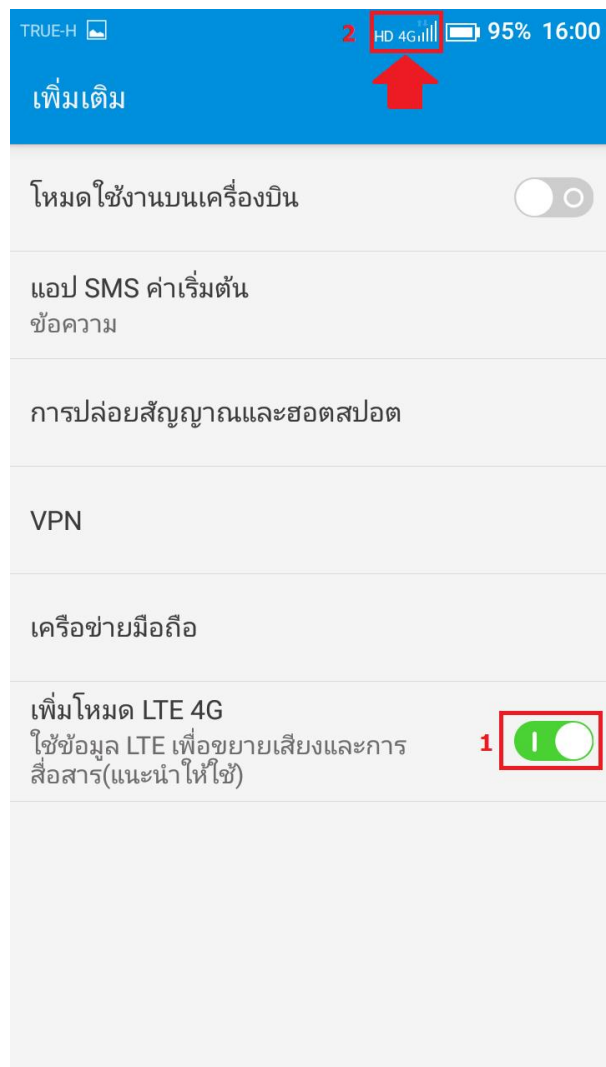 TRUE-H 2 HD 4G 95% 16:00
เพิ่มเติม
โหมดใช้งานบนเครื่องบิน
แอป SMS ค่าเริ่มต้น
ข้อความ
การปล่อยสัญญาณและฮอตสปอต
VPN
เครือข่ายมือถือ
เพิ่มโหมด LTE 4G
ใช้ข้อมูล LTE เพื่อขยายเสียงและการ
สื่อสาร(แนะนำให้ใช้)
1